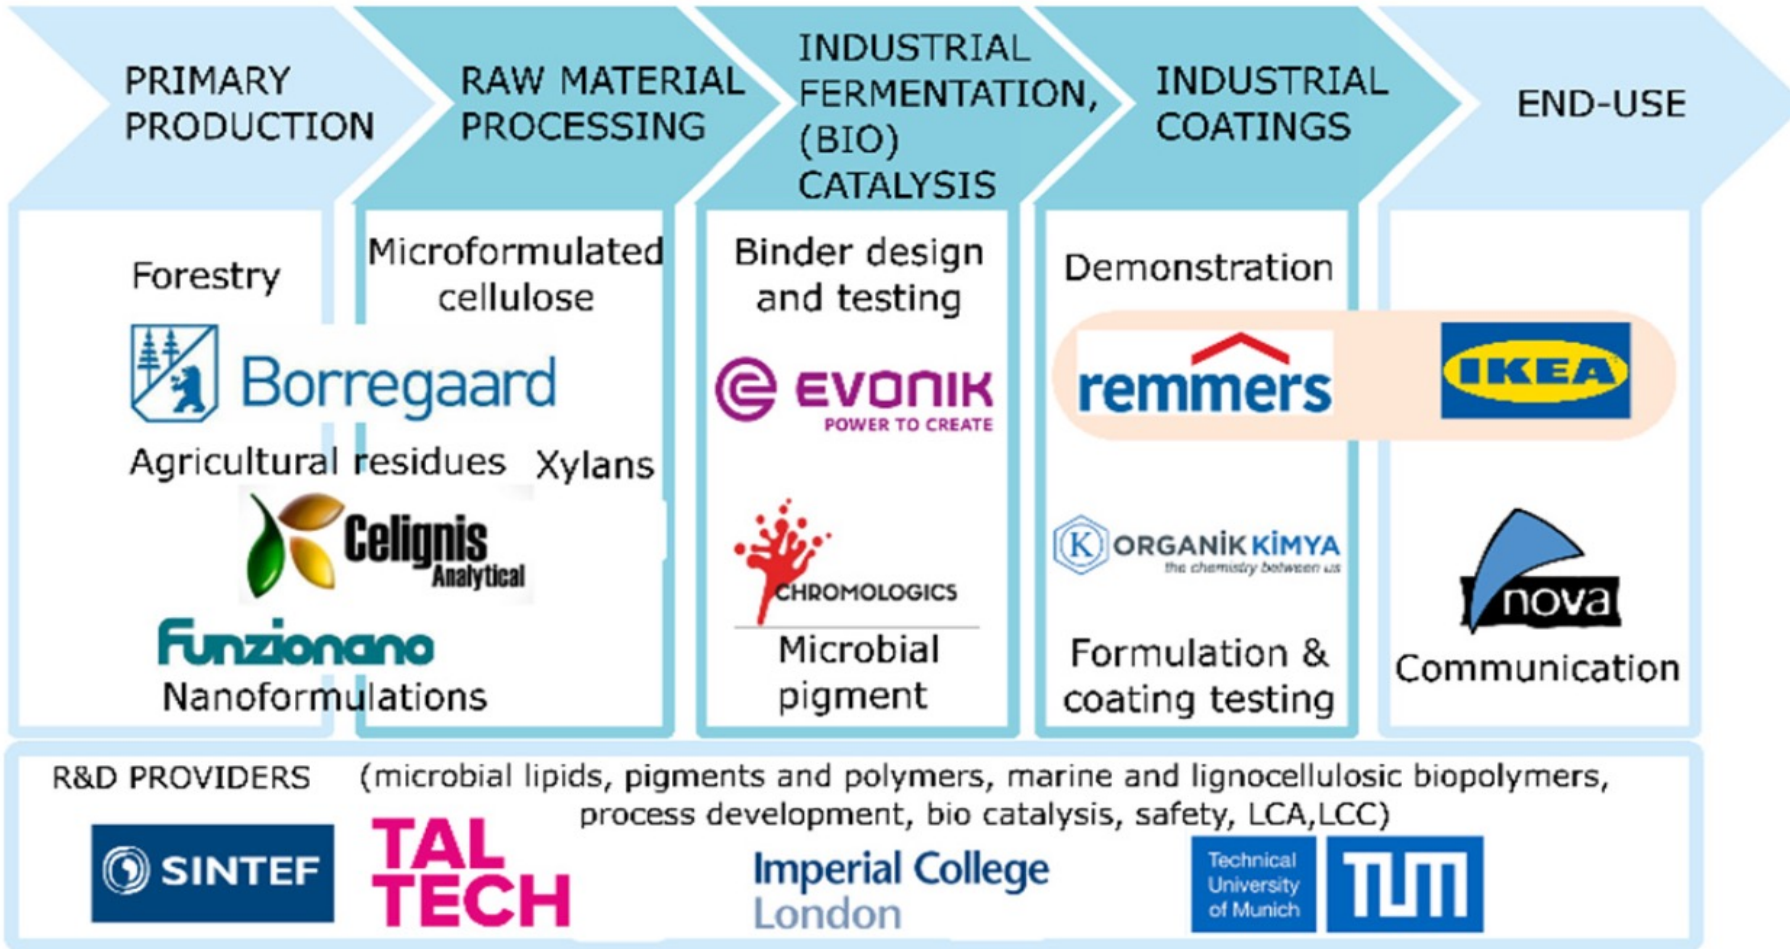 PRIMARY
PRODUCTION
RAW MATERIAL
PROCESSING
INDUSTRIAL
FERMENTATION,
(BIO)
CATALYSIS
INDUSTRIAL
COATINGS
END-USE
Forestry
Borregaard
Agricultural residues
Celignis
Analytical
Funzionano
Nanoformulations
Microformulated
cellulose
Xylans
Binder design
and testing
EVONIK
POWER TO CREATE
CHROMOLOGICS
Microbial
pigment
Demonstration
remmers
K ORGANİK KİMYA
the chemistry between us
Formulation &
coating testing
IKEA
nova
Communication
R&D PROVIDERS (microbial lipids, pigments and polymers, marine and lignocellulosic biopolymers,
process development, bio catalysis, safety, LCA,LCC)
SINTEF
TAL
TECH
Imperial College
London
Technical
University
of Munich
TUM